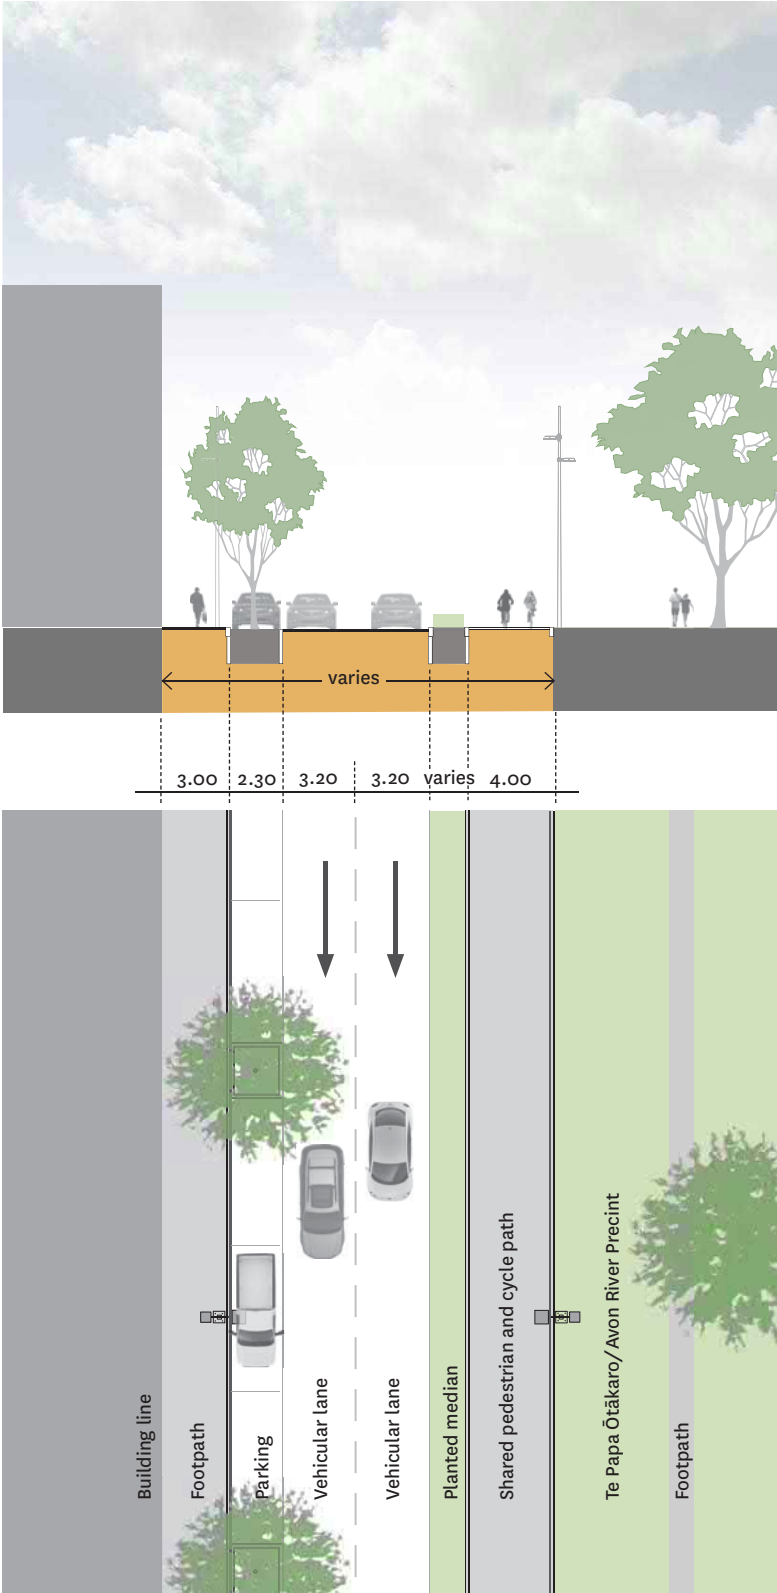 varies
3.00 2.30 3.20 3.20 varies 4.00
Building line
Footpath
Parking
Vehicular lane
Vehicular lane
Planted median
Shared pedestrian and cycle path
Te Papa Ōtākaro/Avon River Precint
Footpath